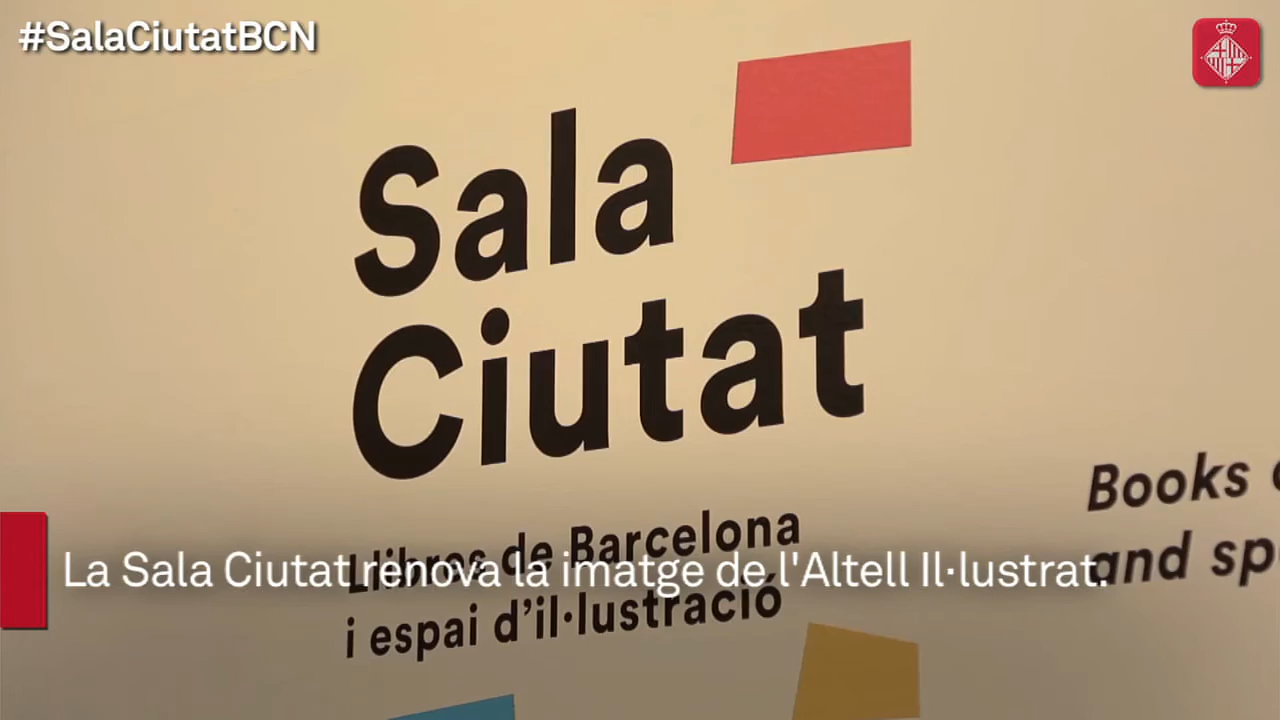 #SalaCiutatBCN
Sala
Ciutat
Llibres de Barcelona
i espai d'il·lustració
Books
and
La Sala Ciutat renova la imatge de l'Altell Il·lustrat.